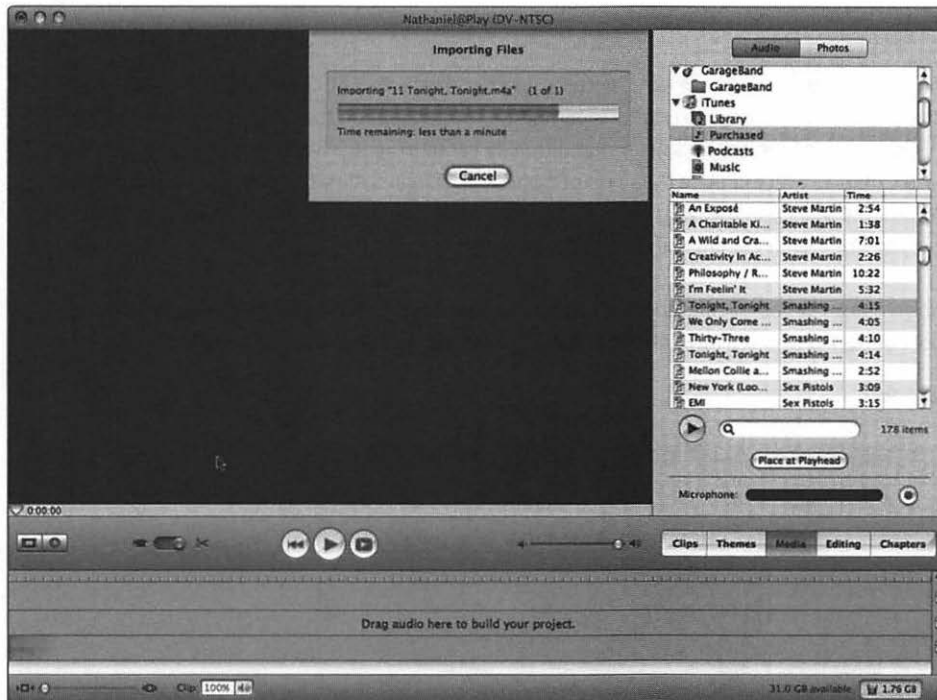 Nathaniel@Play (DV-NTSC)
Importing Files
Importing "11 Tonight, Tonight.m4a" (1 of 1)
Time remaining: less than a minute
Cancel
Audio
Photos
GarageBand
GarageBand
iTunes
Library
Purchased
Podcasts
Music
Name Artist Time
An Exposé Steve Martin 2:54
A Charitable Ki... Steve Martin 1:38
A Wild and Cra... Steve Martin 7:01
Creativity In Ac... Steve Martin 2:26
Philosophy / R... Steve Martin 10:22
I'm Feelin' It Steve Martin 5:32
Tonight, Tonight Smashing ... 4:15
We Only Come ... Smashing ... 4:05
Thirty-Three Smashing ... 4:10
Tonight, Tonight Smashing ... 4:14
Mellon Collie a... Smashing ... 2:52
New York (Loo... Sex Pistols 3:09
EMI Sex Pistols 3:15
178 items
Place at Playhead
Microphone:
0:00:00
Clips Themes Media Editing Chapters
Drag audio here to build your project.
Clip: 100%
31.0 GB available
1.76 GB